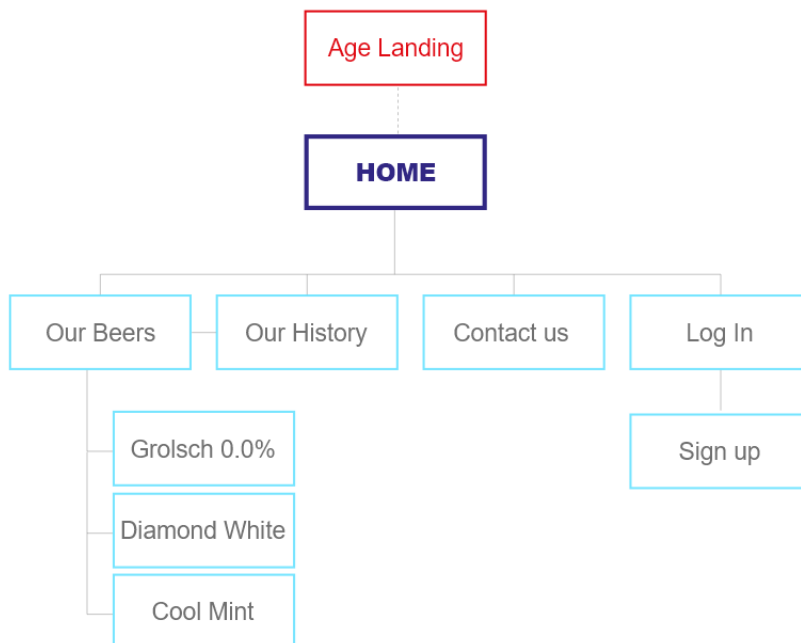 Age Landing
HOME
Our Beers
Our History
Contact us
Log In
Grolsch 0.0%
Sign up
Diamond White
Cool Mint